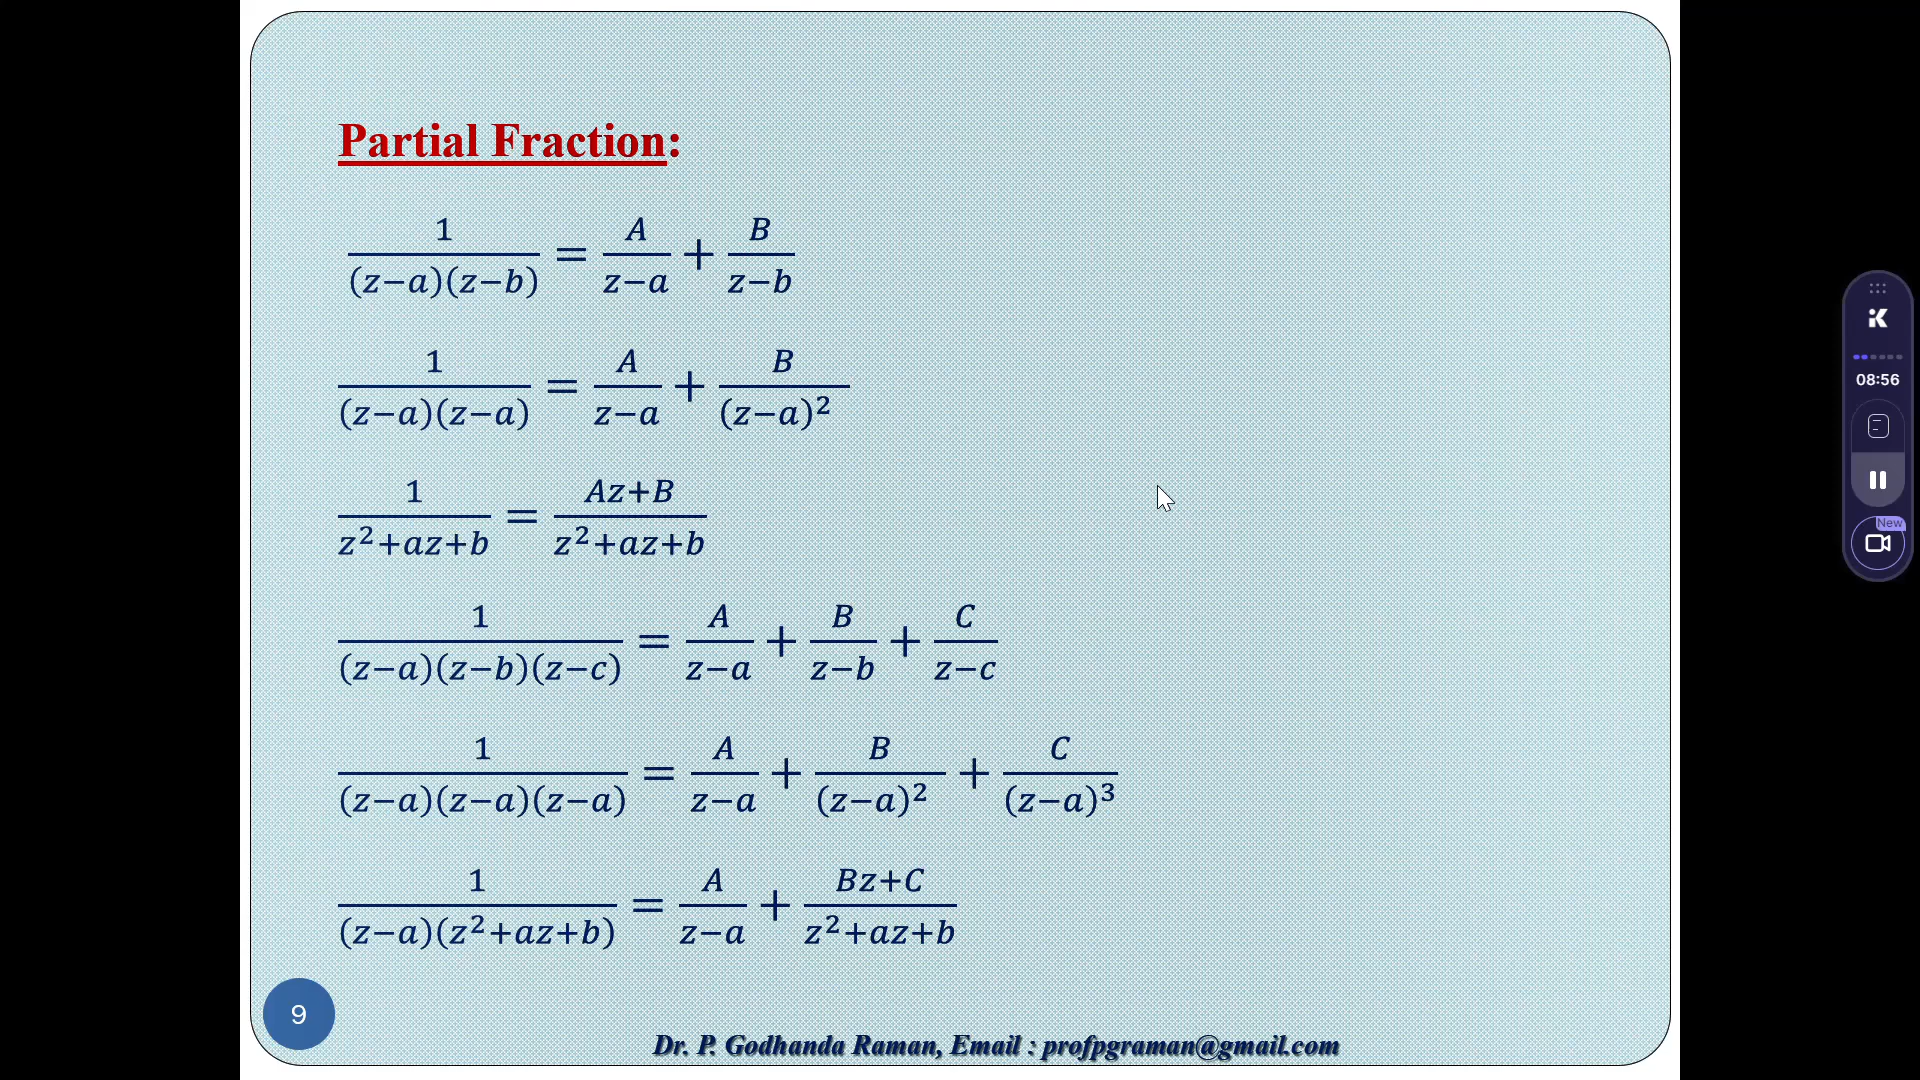 Partial Fraction:
1/((z−a)(z−b)) = A/(z−a) + B/(z−b)
1/((z−a)(z−a)) = A/(z−a) + B/(z−a)²
1/(z²+az+b) = (Az+B)/(z²+az+b)
1/((z−a)(z−b)(z−c)) = A/(z−a) + B/(z−b) + C/(z−c)
1/((z−a)(z−a)(z−a)) = A/(z−a) + B/(z−a)² + C/(z−a)³
1/((z−a)(z²+az+b)) = A/(z−a) + (Bz+C)/(z²+az+b)
9
Dr. P. Godhanda Raman, Email : profpgraman@gmail.com
08:56
New